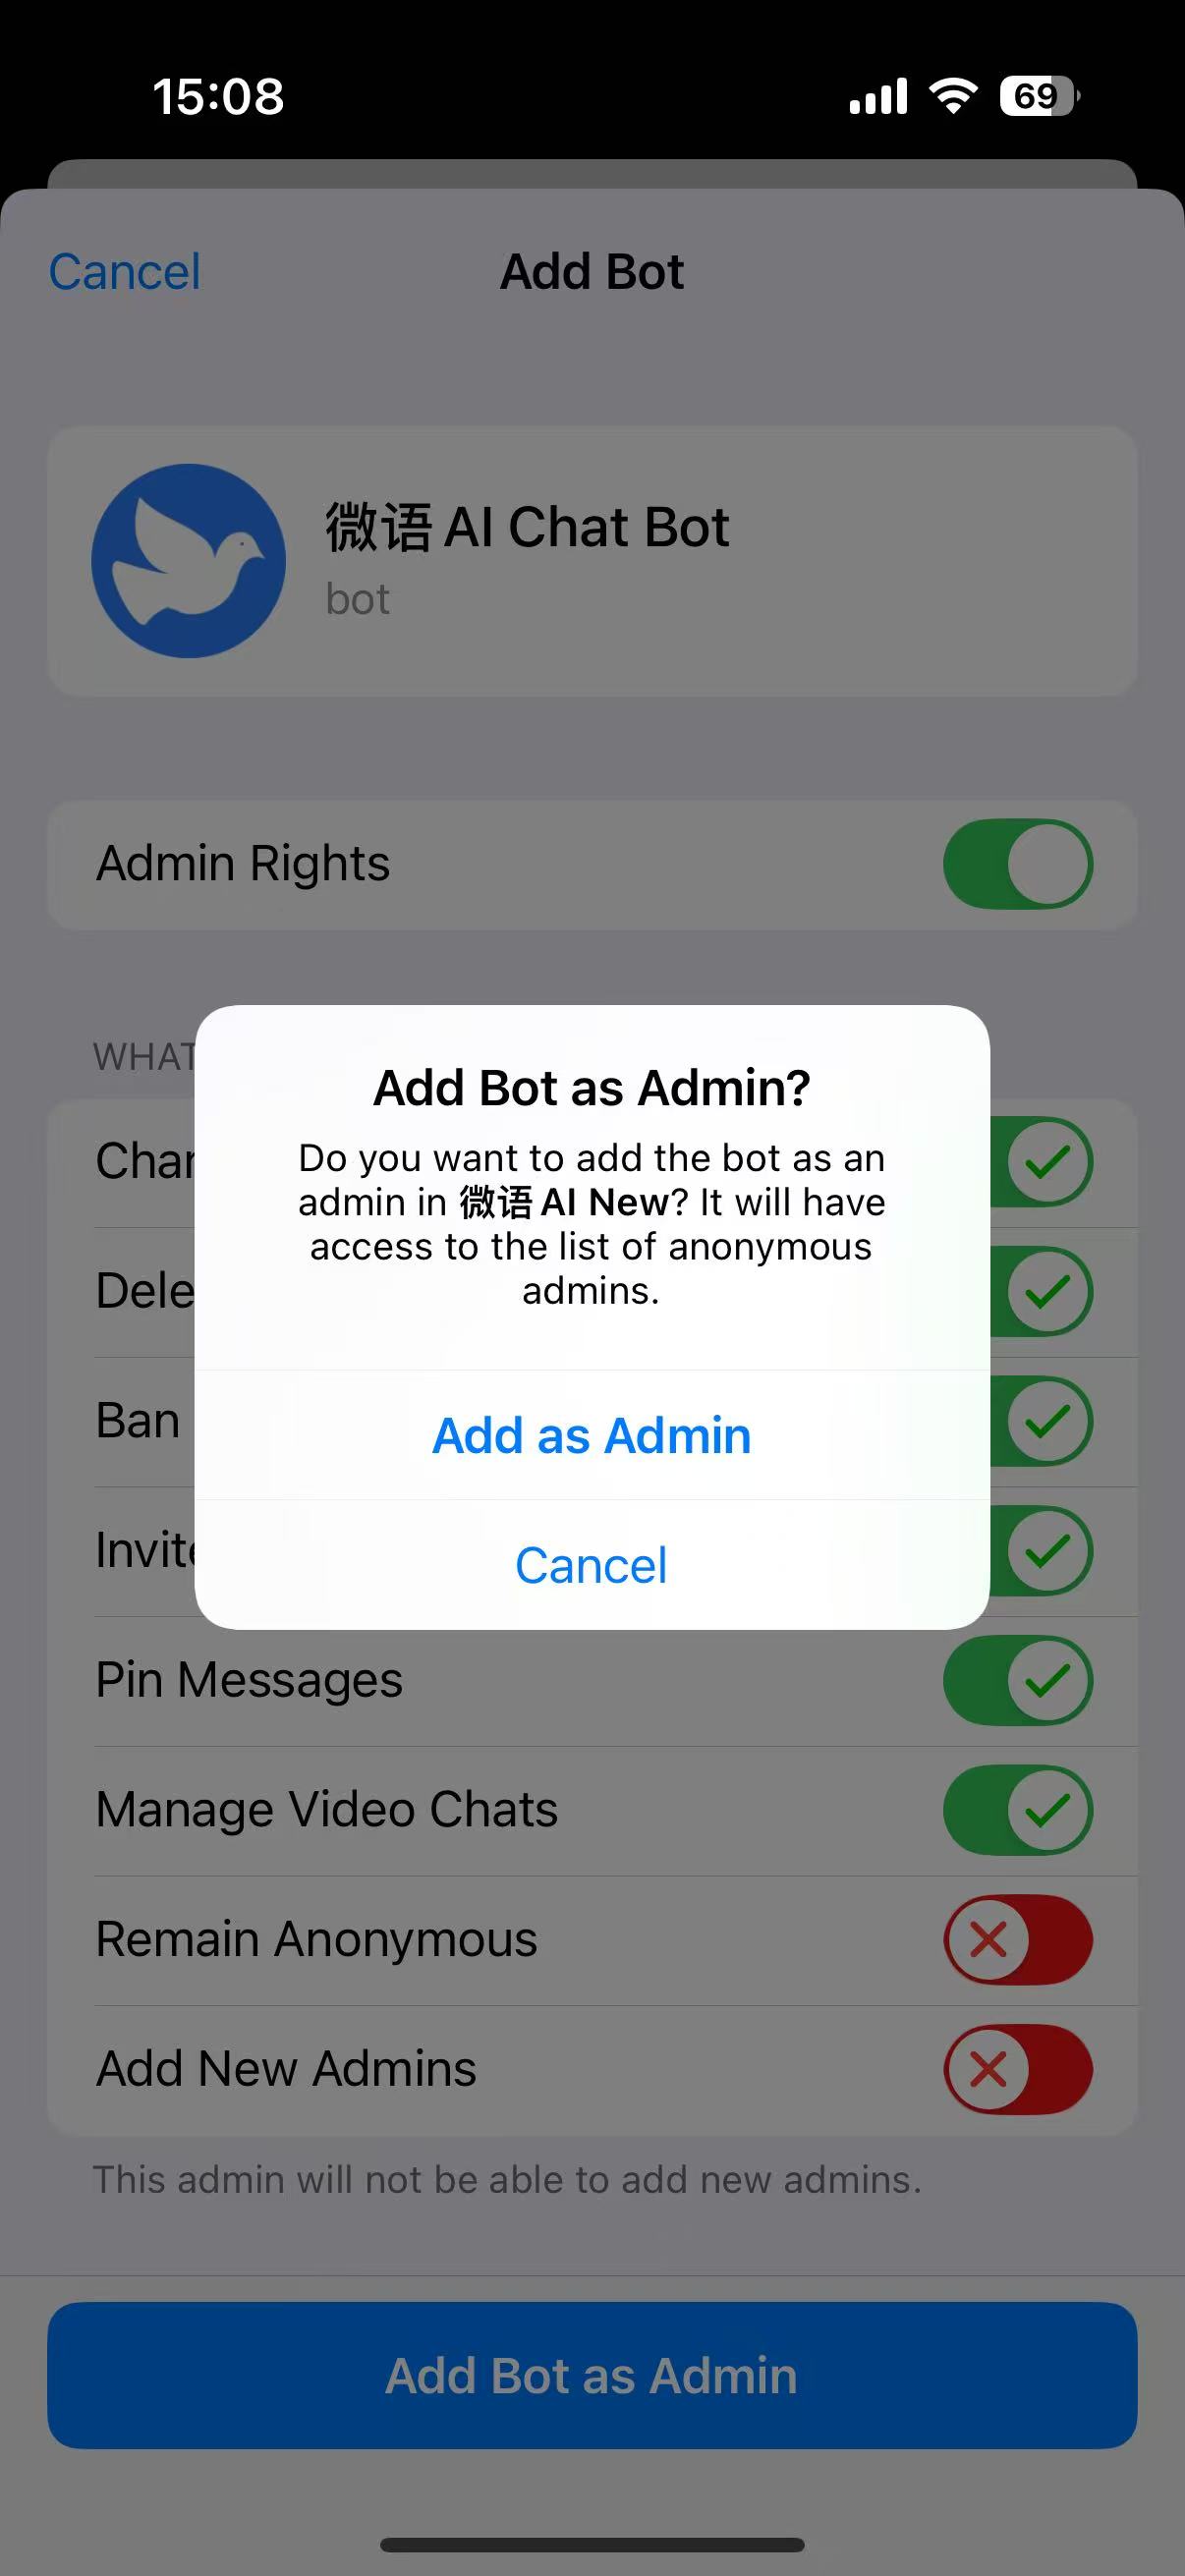 15:08
69
Cancel
Add Bot
微语 AI Chat Bot
bot
Admin Rights
WHAT
Add Bot as Admin?
Do you want to add the bot as an
admin in 微语 AI New? It will have
access to the list of anonymous
admins.
Add as Admin
Cancel
Ban
Pin Messages
Manage Video Chats
Remain Anonymous
Add New Admins
This admin will not be able to add new admins.
Add Bot as Admin